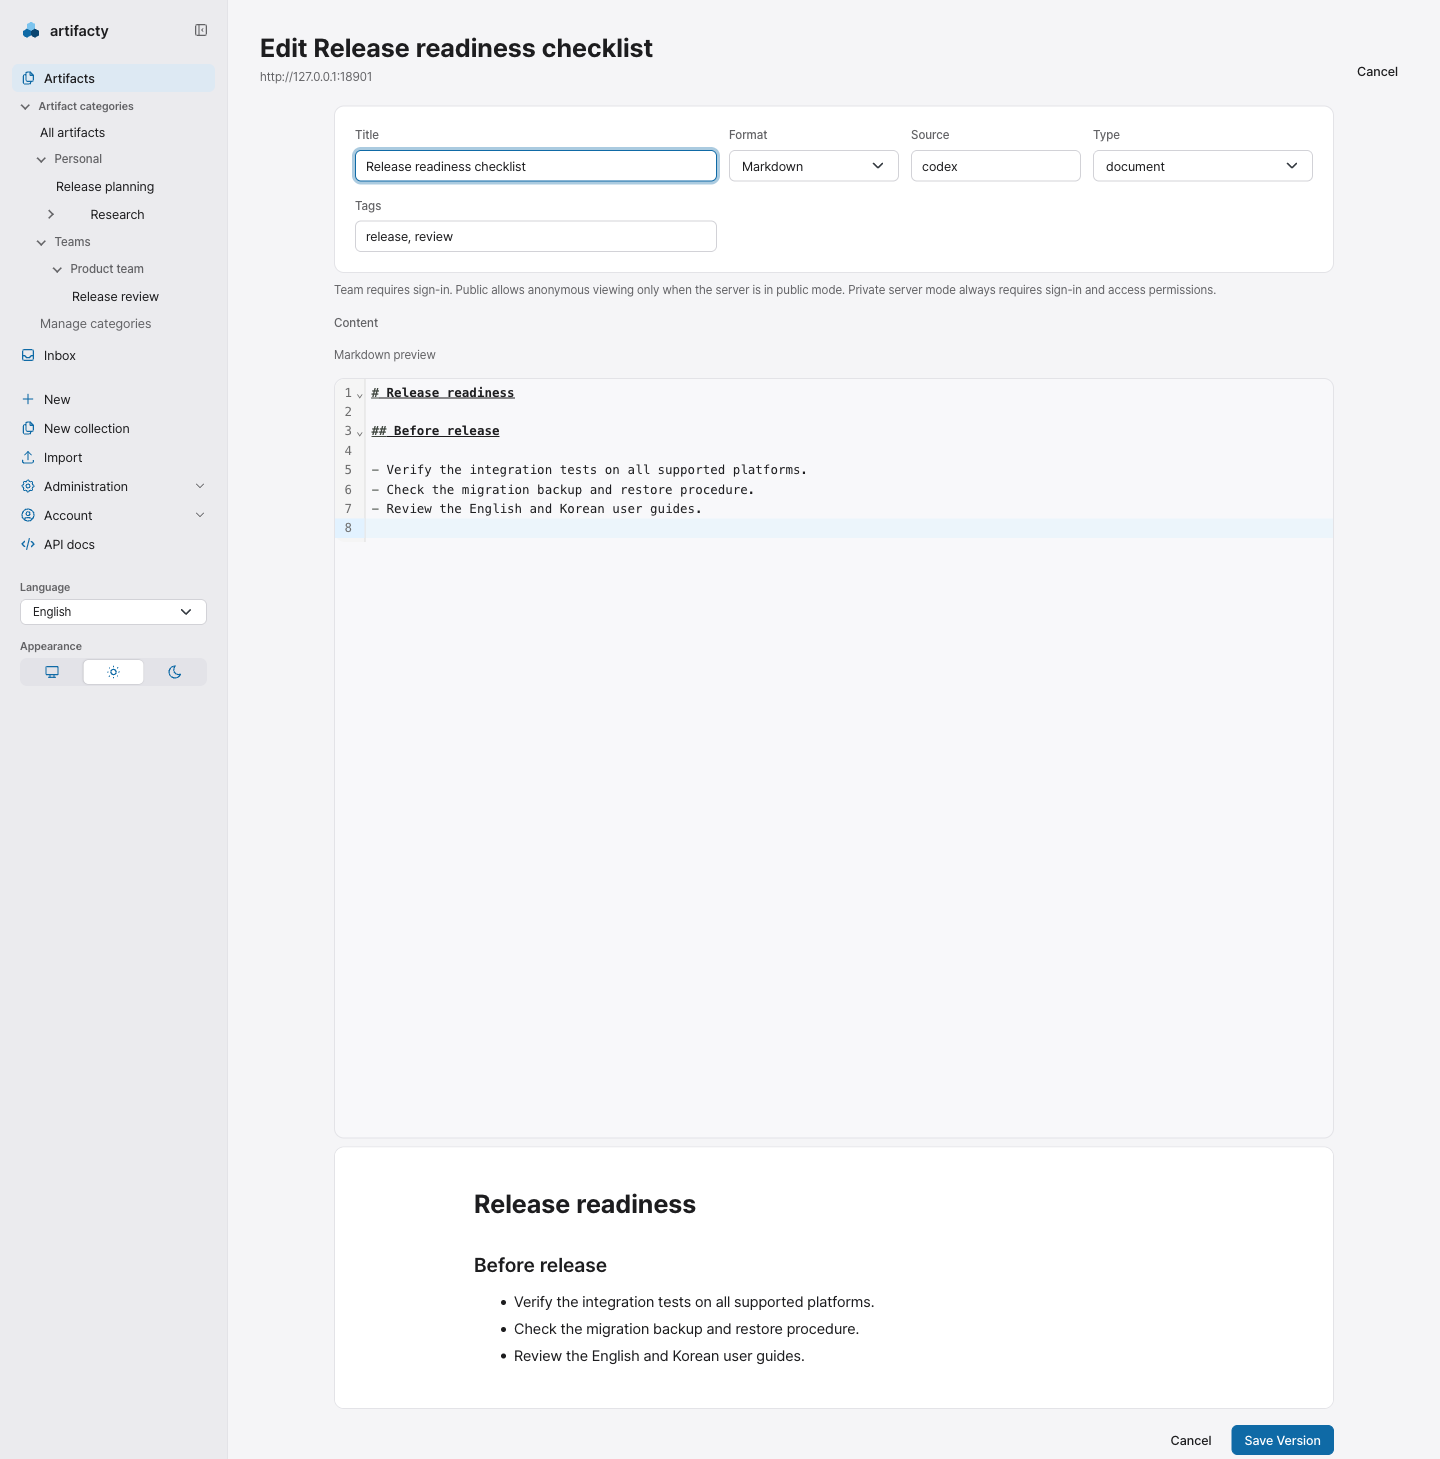 artifacty
Artifacts
Artifact categories
All artifacts
Personal
Release planning
Research
Teams
Product team
Release review
Manage categories
Inbox
New
New collection
Import
Administration
Account
API docs
Language
English
Appearance
Edit Release readiness checklist
http://127.0.0.1:18901
Cancel
Title
Format
Source
Type
Release readiness checklist
Markdown
codex
document
Tags
release, review
Team requires sign-in. Public allows anonymous viewing only when the server is in public mode. Private server mode always requires sign-in and access permissions.
Content
Markdown preview
1 # Release readiness
2
3 ## Before release
4
5 - Verify the integration tests on all supported platforms.
6 - Check the migration backup and restore procedure.
7 - Review the English and Korean user guides.
8
Release readiness
Before release
• Verify the integration tests on all supported platforms.
• Check the migration backup and restore procedure.
• Review the English and Korean user guides.
Cancel
Save Version